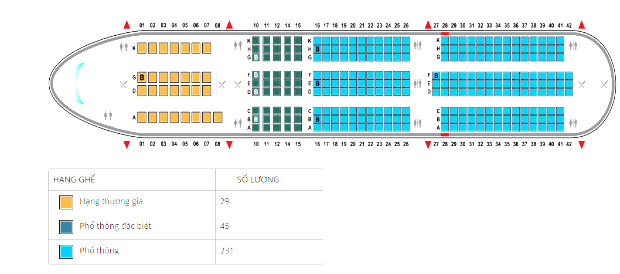 01 02 03 04 05 06 07 08 10 11 12 13 14 15 16 17 18 19 20 21 22 23 24 25 26 27 28 29 30 31 32 33 34 35 36 37 38 39 40 41 42
K K K K
H H H B H
G G G
G B F B F F B F
E E B E
D D D D
C C C
A B B B B B
A A A
01 02 03 04 05 06 07 08 10 11 12 13 14 15 16 17 18 19 20 21 22 23 24 25 26 27 28 29 30 31 32 33 34 35 36 37 38 39 40 41 42
HẠNG GHẾ SỐ LƯỢNG
Hạng thương gia 29
Phổ thông đặc biệt 45
Phổ thông 231